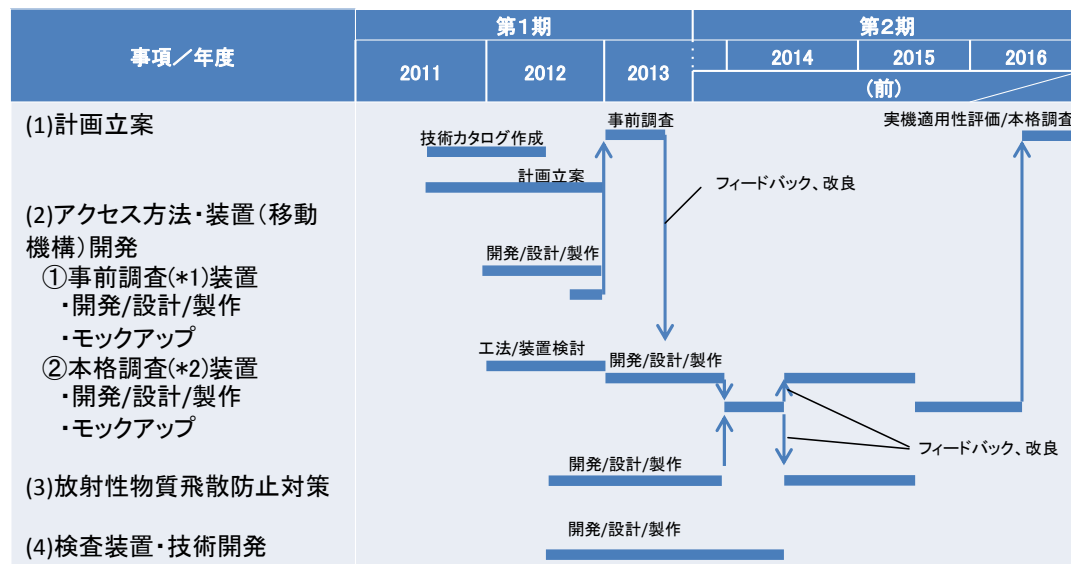 事項／年度
第１期
第２期
2011
2012
2013
2014
2015
2016
(前)
(1)計画立案
(2)アクセス方法・装置（移動
機構）開発
①事前調査(*1)装置
・開発/設計/製作
・モックアップ
②本格調査(*2)装置
・開発/設計/製作
・モックアップ
(3)放射性物質飛散防止対策
(4)検査装置・技術開発
技術カタログ作成
事前調査
実機適用性評価/本格調査
計画立案
フィードバック、改良
開発/設計/製作
工法/装置検討
開発/設計/製作
フィードバック、改良
開発/設計/製作
開発/設計/製作